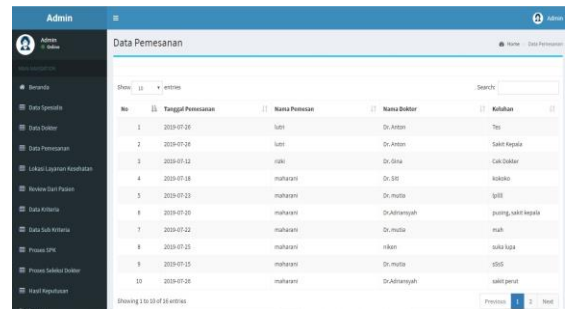 Admin
Admin
Admin
Online
Data Pemesanan
Home
Data Pemesanan
MAIN NAVIGATION
Beranda
Data Spesialis
Data Dokter
Data Pemesanan
Lokasi Layanan Kesehatan
Review Dari Pasien
Data Kriteria
Data Sub Kriteria
Proses SPK
Proses Seleksi Dokter
Hasil Keputusan
Show 10 entries
Search:
No Tanggal Pemesanan Nama Pemesan Nama Dokter Keluhan
1 2019-07-26 lutfi Dr. Anton Tes
2 2019-07-26 lutfi Dr. Anton Sakit Kepala
3 2019-07-12 rizki Dr. Gina Cek Dokter
4 2019-07-18 maharani Dr. Siti kokoko
5 2019-07-23 maharani Dr. mutia
6 2019-07-20 maharani Dr.Adriansyah pusing, sakit kepala
7 2019-07-22 maharani Dr. mutia mah
8 2019-07-25 maharani niken suka lupa
9 2019-07-15 maharani Dr. mutia
10 2019-07-26 maharani Dr.Adriansyah sakit perut
Showing 1 to 10 of 16 entries
Previous 1 2 Next